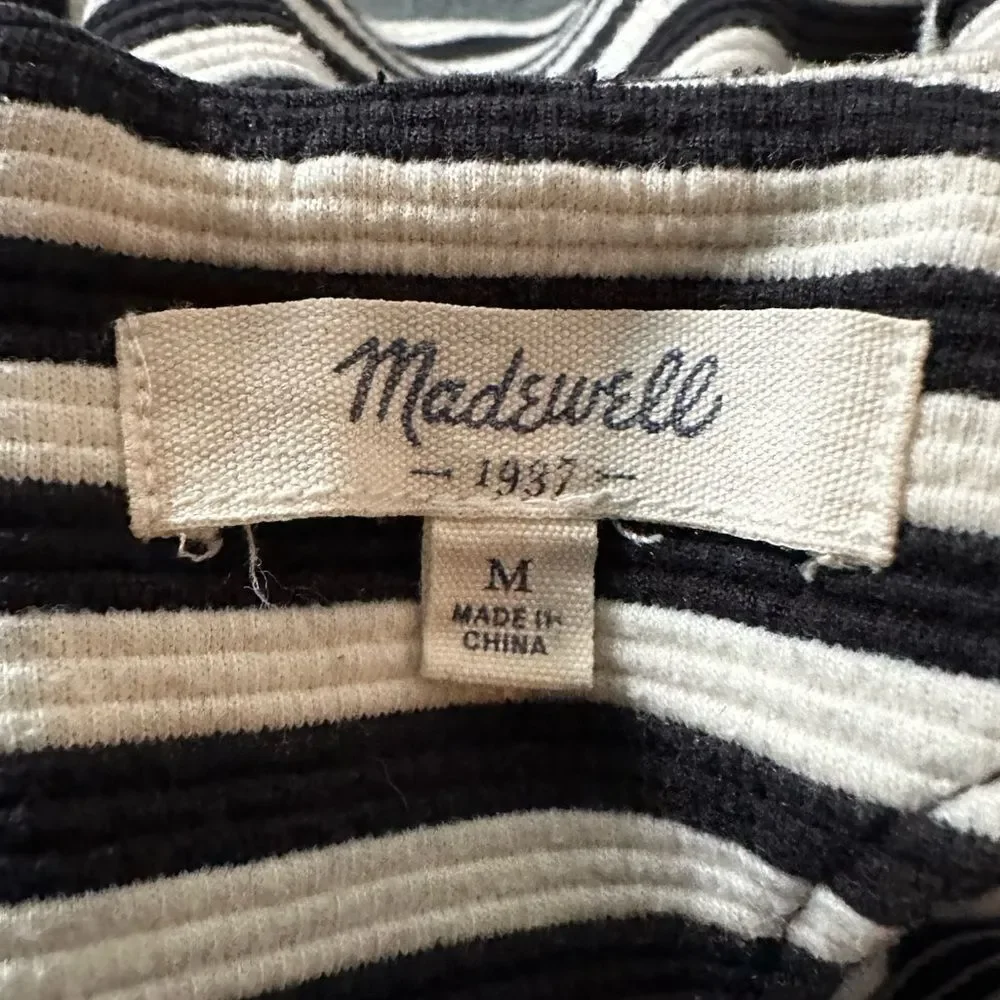 Madewell
— 1937 —
M
MADE IN
CHINA